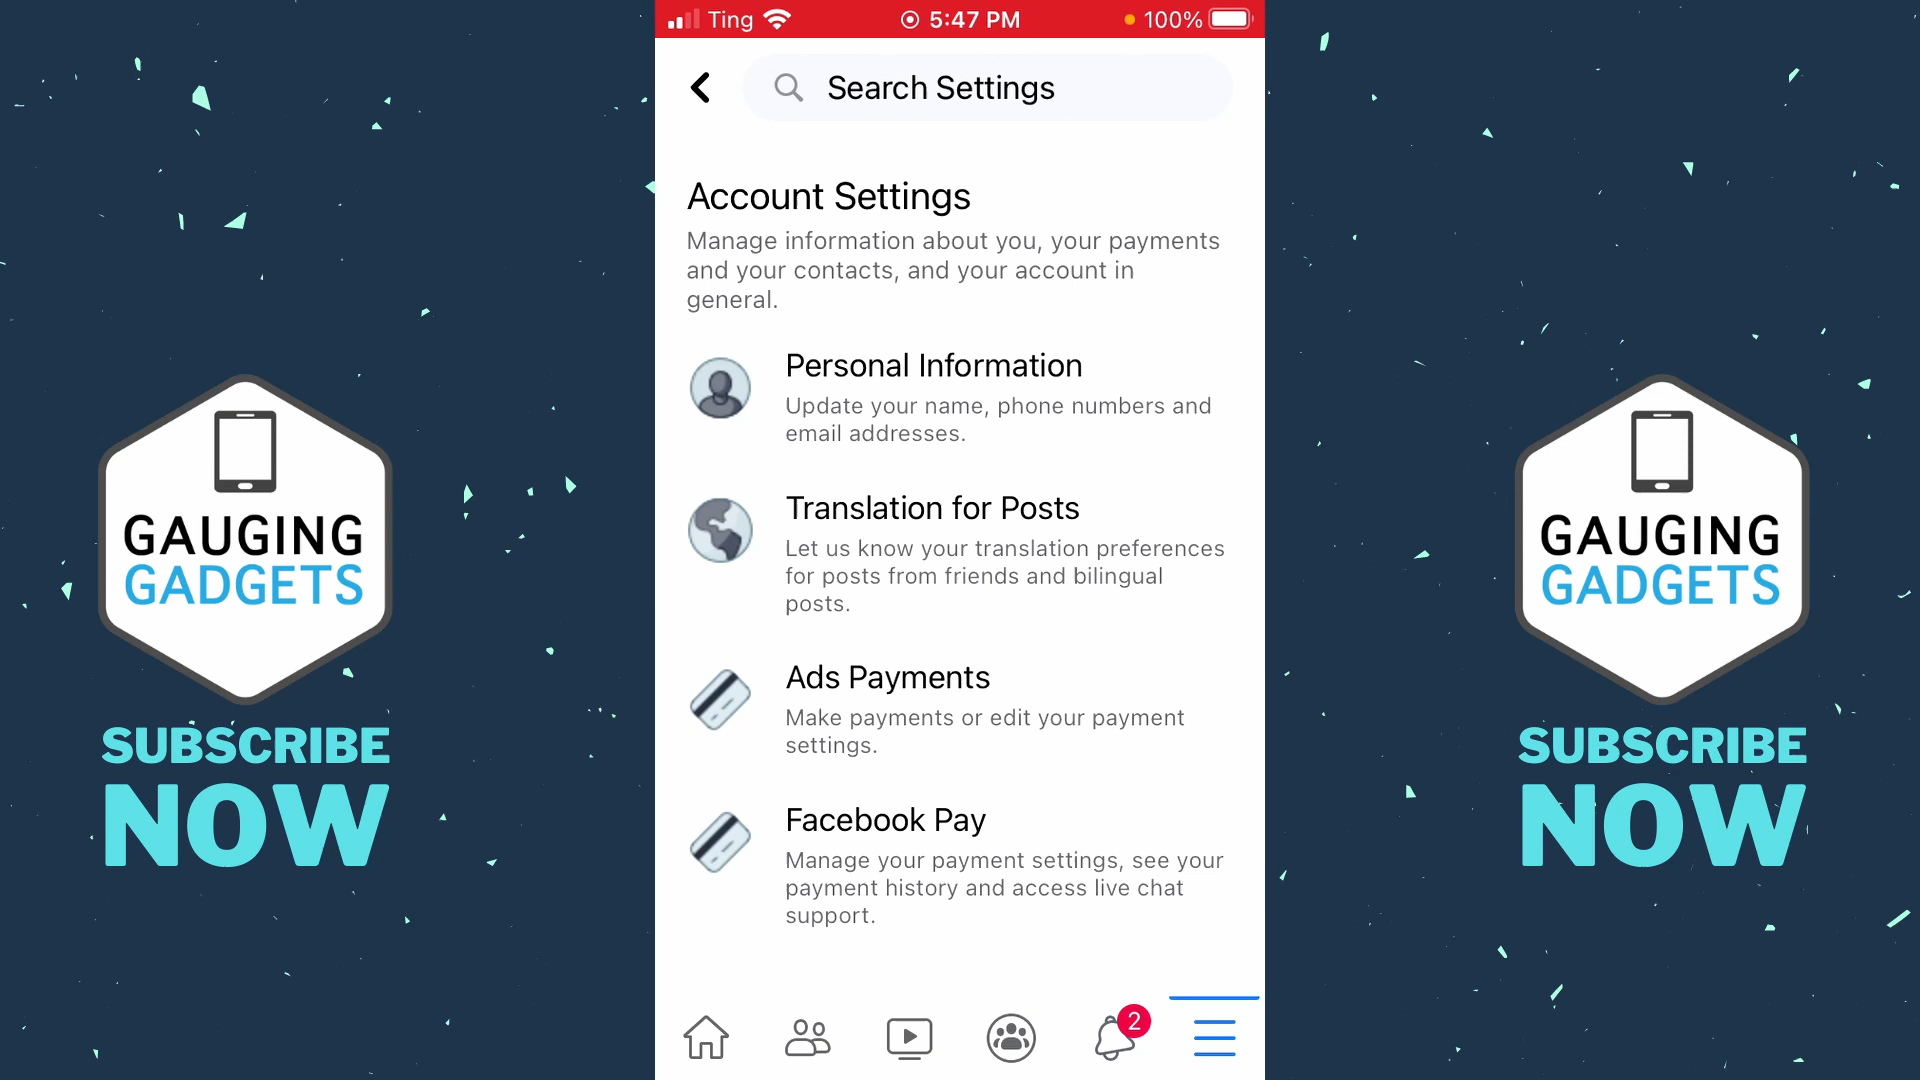 Ting
5:47 PM
100%
Search Settings
Account Settings
Manage information about you, your payments
and your contacts, and your account in
general.
Personal Information
Update your name, phone numbers and
email addresses.
Translation for Posts
Let us know your translation preferences
for posts from friends and bilingual
posts.
Ads Payments
Make payments or edit your payment
settings.
Facebook Pay
Manage your payment settings, see your
payment history and access live chat
support.
2
GAUGING
GADGETS
SUBSCRIBE
NOW
GAUGING
GADGETS
SUBSCRIBE
NOW